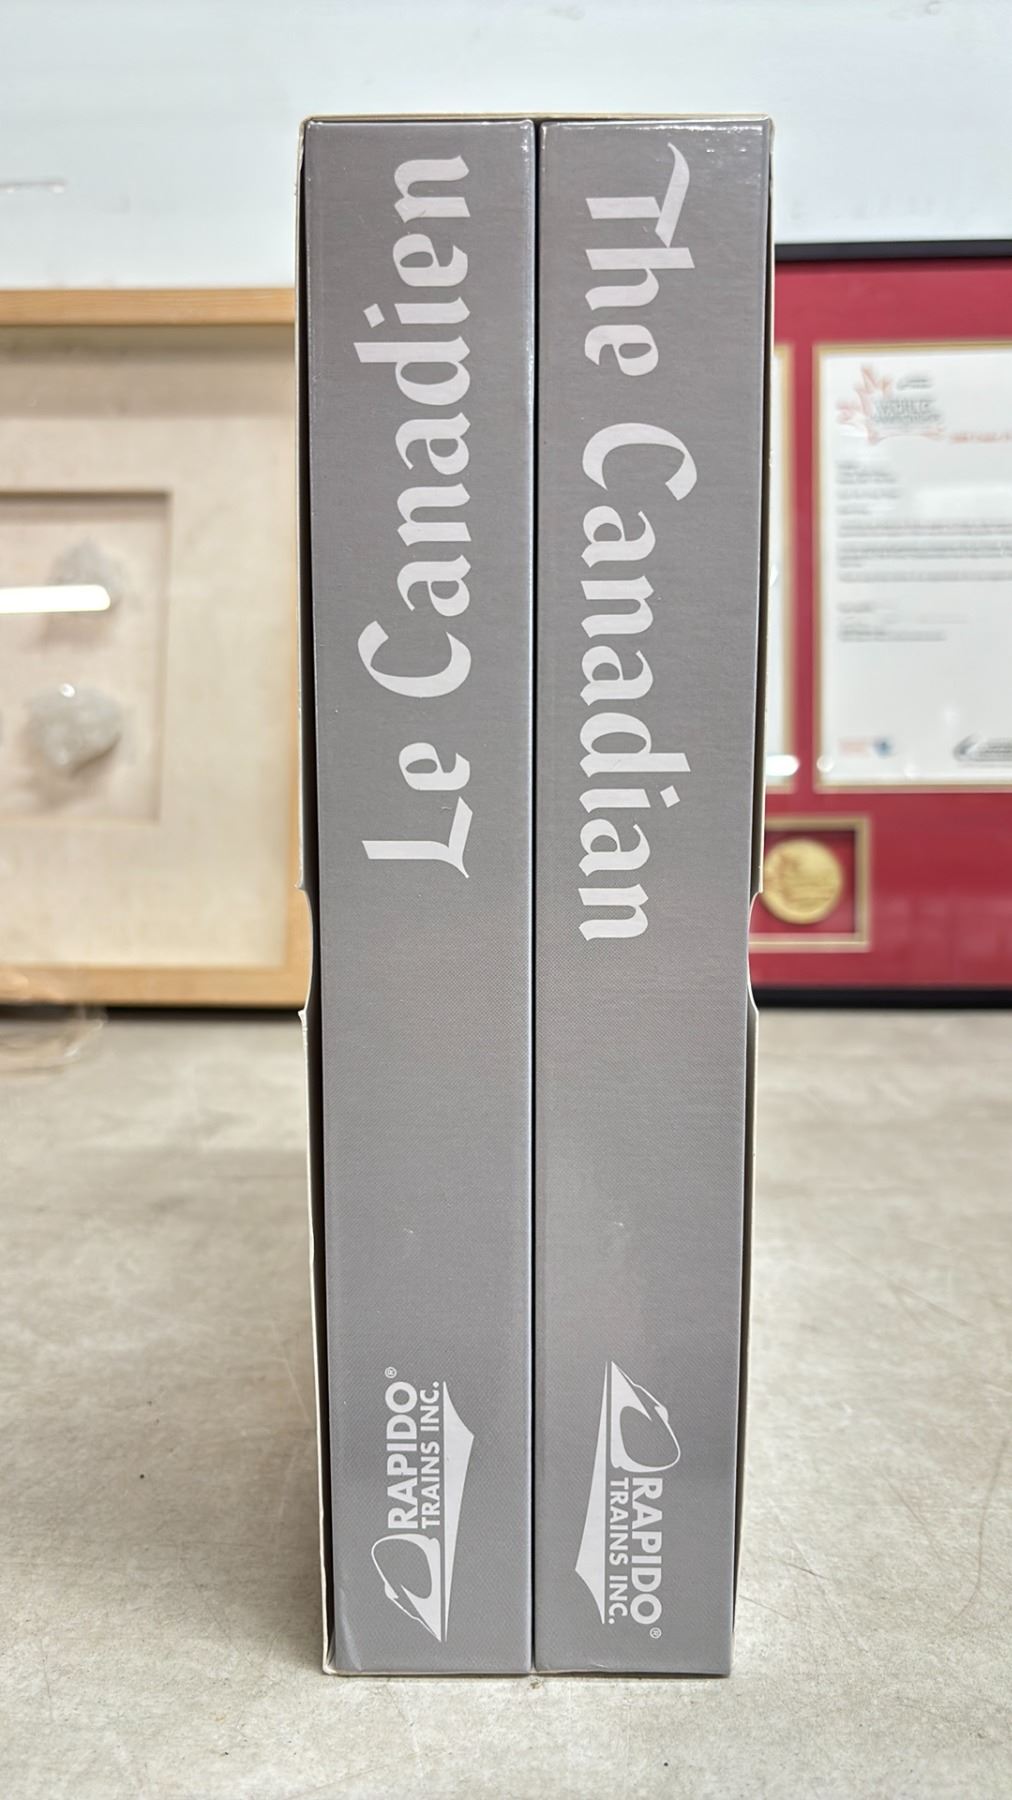 Le Canadien
RAPIDO®
TRAINS INC.
The Canadian
RAPIDO®
TRAINS INC.